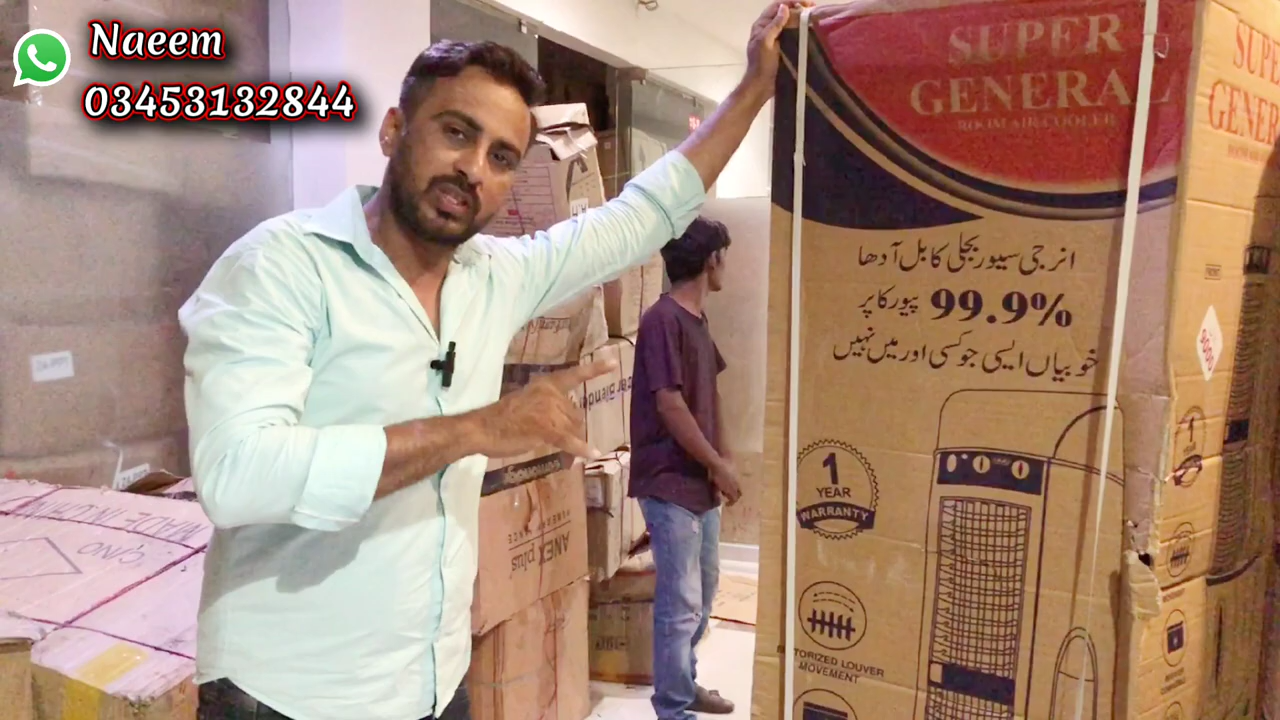 Naeem
03453132844
SUPER
GENERAL
ROOM AIR COOLER
انرجی سیور بجلی کا بل آدھا
99.9% پیور کاپر
خوبیاں ایسی جو کسی اور میں نہیں
1
YEAR
WARRANTY
TORIZED LOUVER
MOVEMENT
SUPE
GENER
ANEX plus
MADE IN CHINA